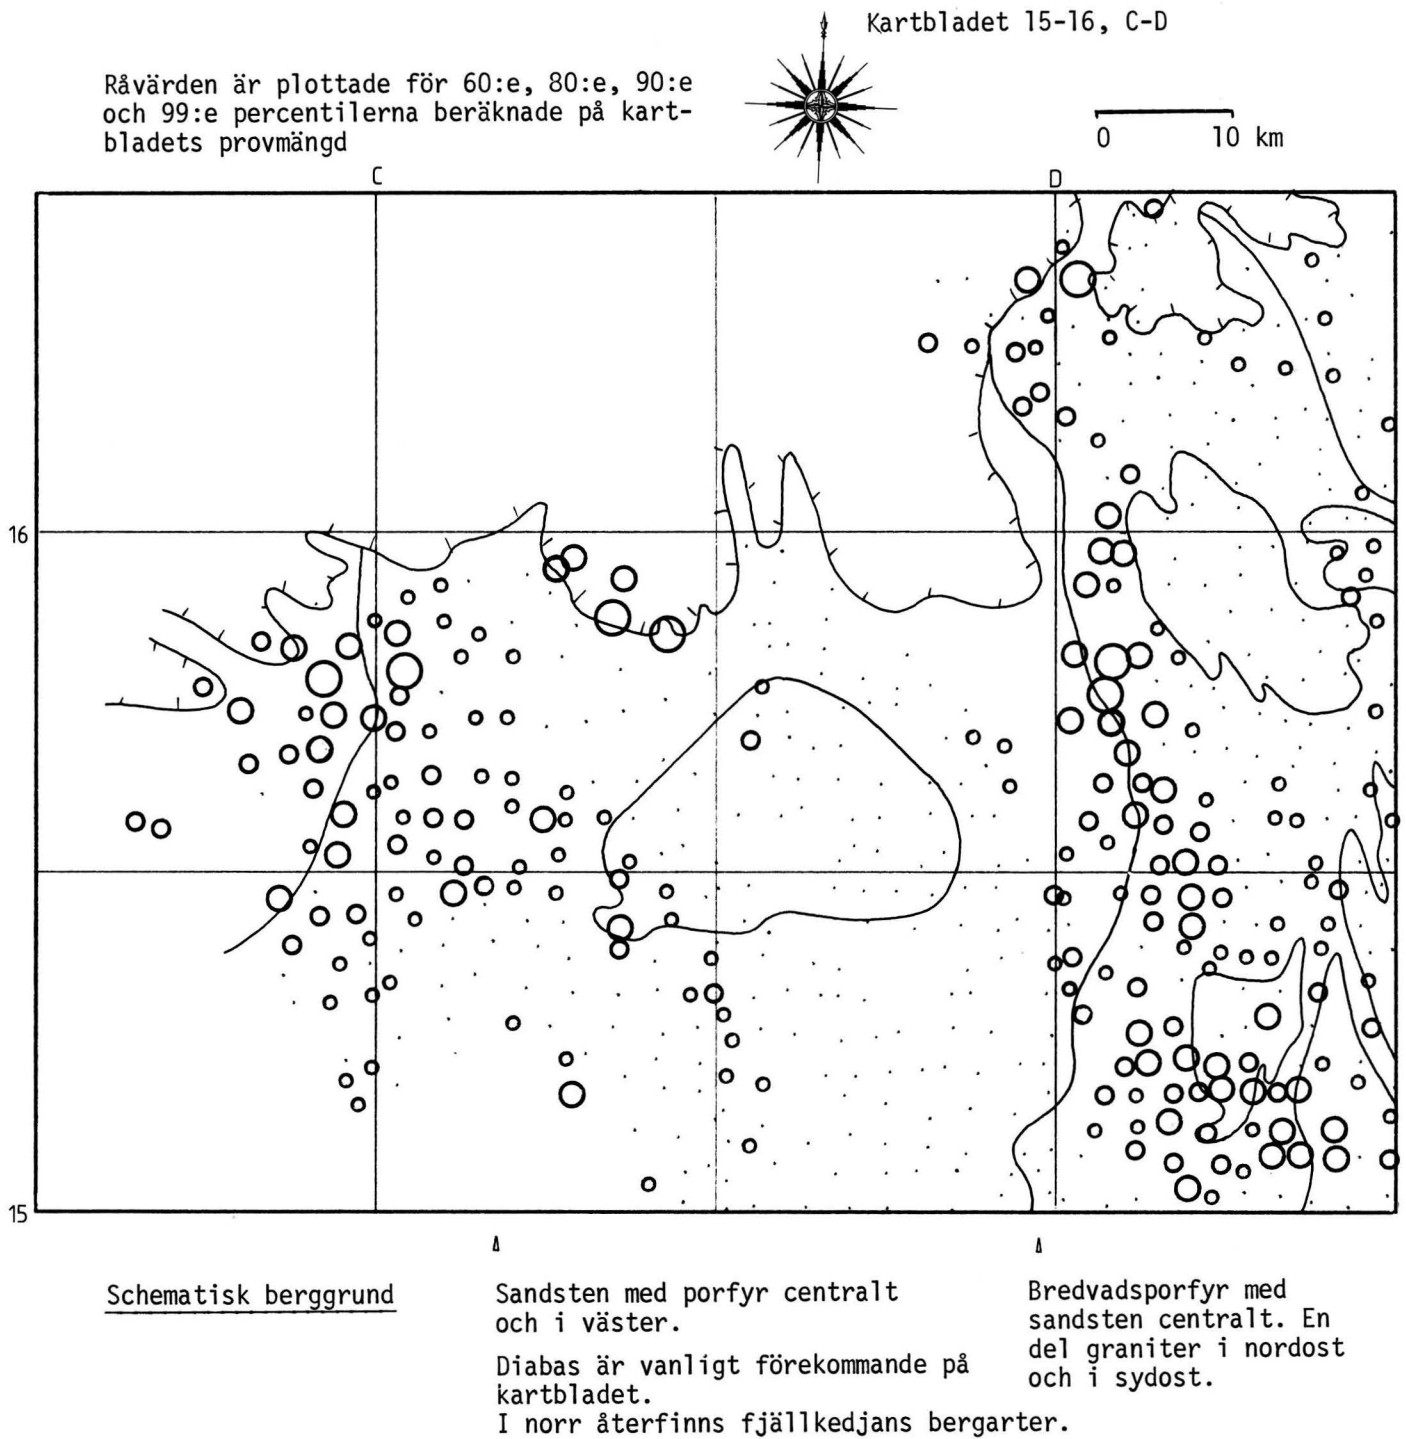 Kartbladet 15-16, C-D
Råvärden är plottade för 60:e, 80:e, 90:e
och 99:e percentilerna beräknade på kart-
bladets provmängd
0 10 km
C D
16
15
Schematisk berggrund
Sandsten med porfyr centralt
och i väster.
Diabas är vanligt förekommande på
kartbladet.
I norr återfinns fjällkedjans bergarter.
Bredvadsporfyr med
sandsten centralt. En
del graniter i nordost
och i sydost.